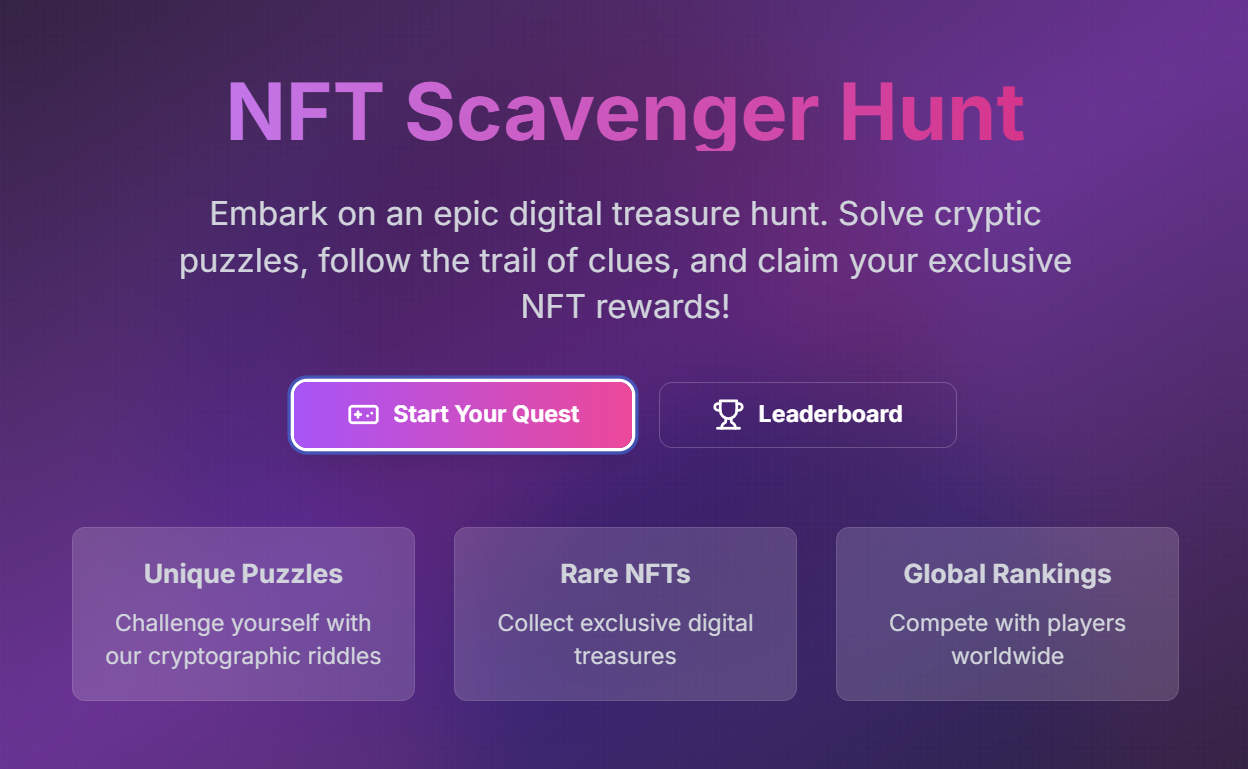 NFT Scavenger Hunt
Embark on an epic digital treasure hunt. Solve cryptic
puzzles, follow the trail of clues, and claim your exclusive
NFT rewards!
Start Your Quest
Leaderboard
Unique Puzzles
Challenge yourself with
our cryptographic riddles
Rare NFTs
Collect exclusive digital
treasures
Global Rankings
Compete with players
worldwide